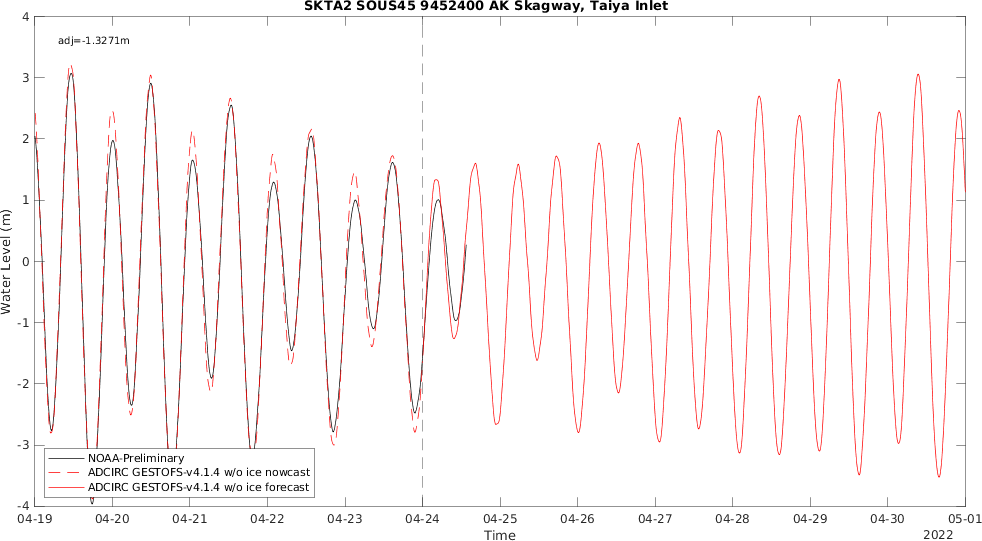 SKTA2 SOUS45 9452400 AK Skagway, Taiya Inlet
adj=-1.3271m
4
3
2
1
0
-1
-2
-3
-4
Water Level (m)
NOAA-Preliminary
ADCIRC GESTOFS-v4.1.4 w/o ice nowcast
ADCIRC GESTOFS-v4.1.4 w/o ice forecast
04-19 04-20 04-21 04-22 04-23 04-24 04-25 04-26 04-27 04-28 04-29 04-30 05-01
Time
2022